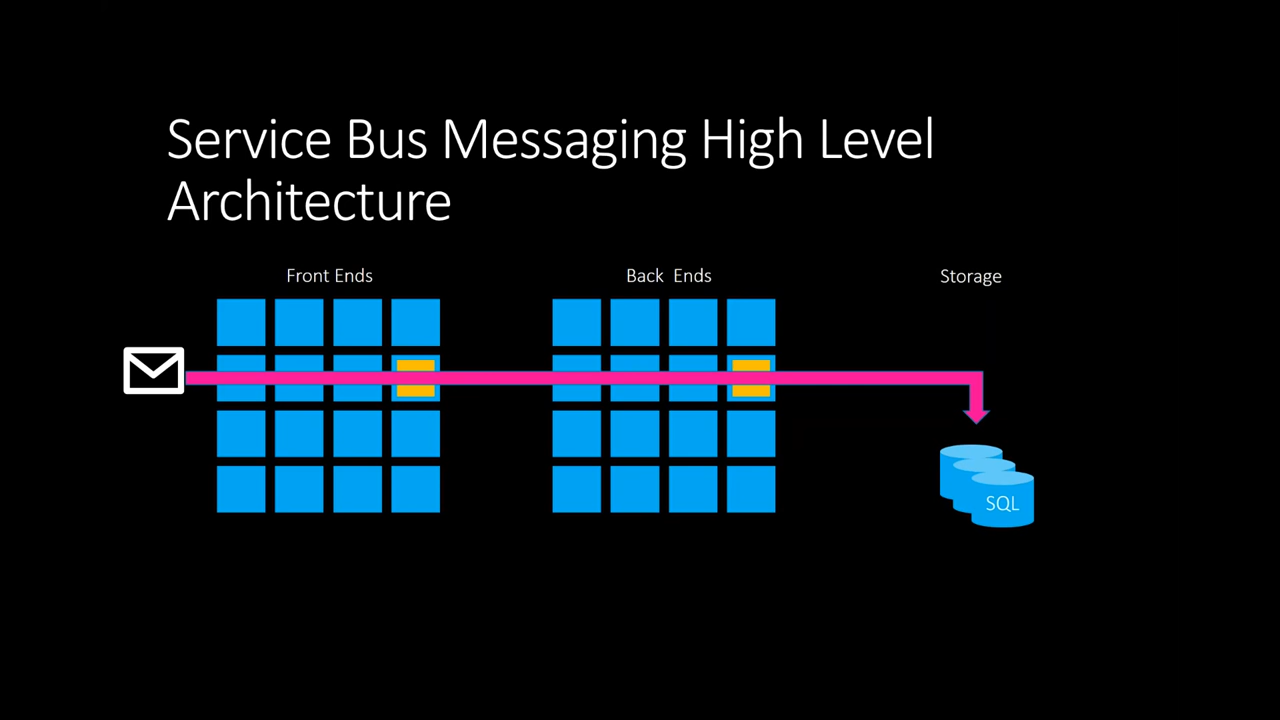 Service Bus Messaging High Level
Architecture
Front Ends
Back Ends
Storage
SQL